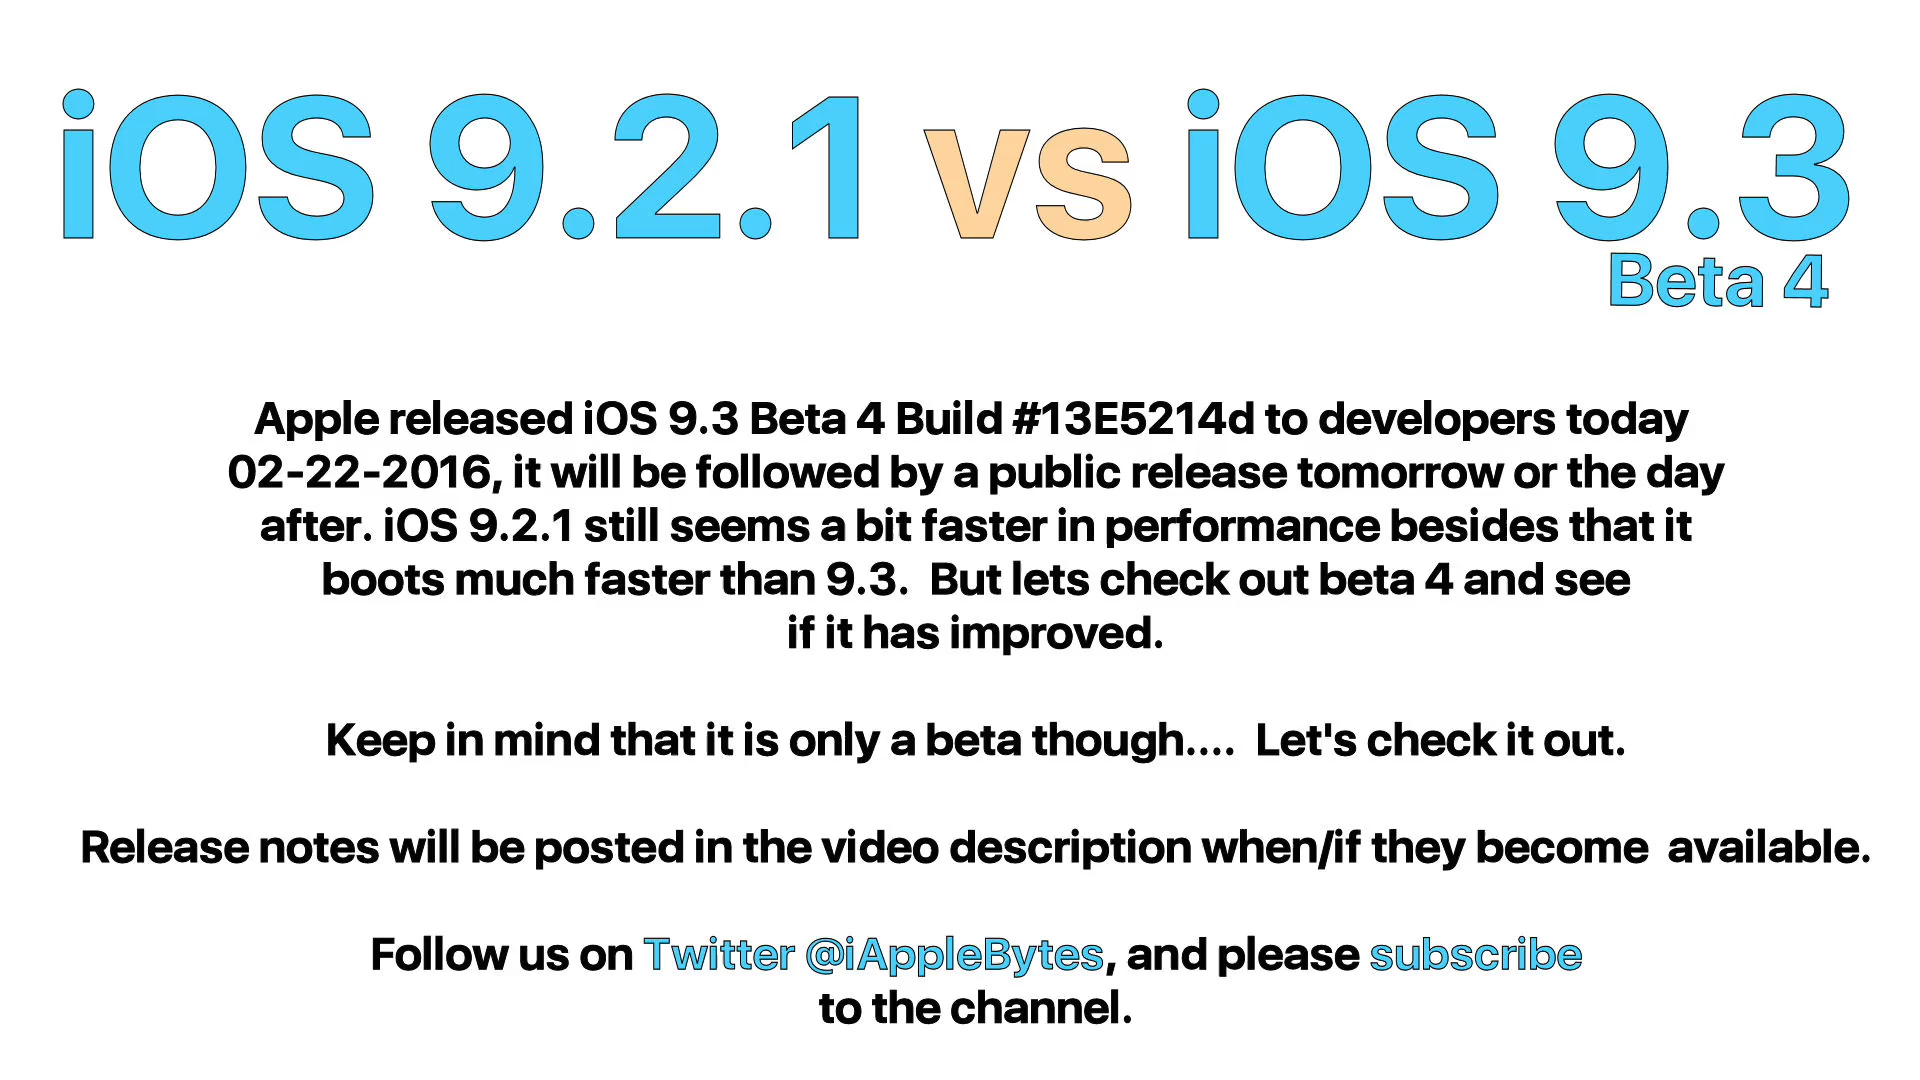 iOS 9.2.1 vs iOS 9.3
Beta 4
Apple released iOS 9.3 Beta 4 Build #13E5214d to developers today
02-22-2016, it will be followed by a public release tomorrow or the day
after. iOS 9.2.1 still seems a bit faster in performance besides that it
boots much faster than 9.3.  But lets check out beta 4 and see
if it has improved.
Keep in mind that it is only a beta though....  Let's check it out.
Release notes will be posted in the video description when/if they become  available.
Follow us on Twitter @iAppleBytes, and please subscribe
to the channel.